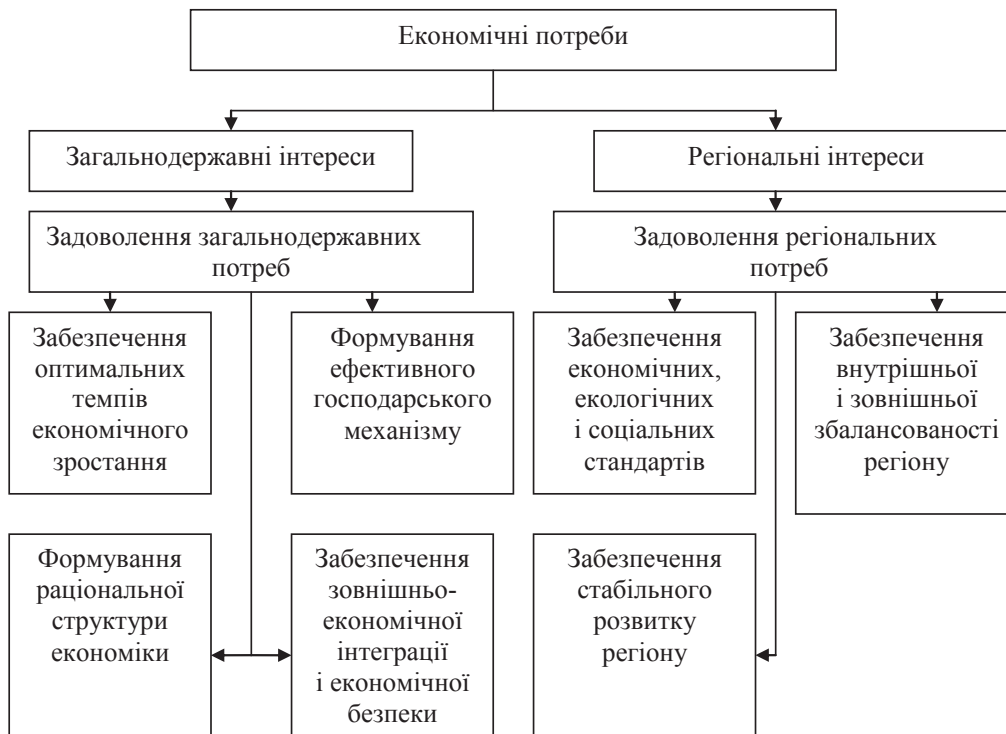 Економічні потреби
Загальнодержавні інтереси
Регіональні інтереси
Задоволення загальнодержавних
потреб
Задоволення регіональних
потреб
Забезпечення
оптимальних
темпів
економічного
зростання
Формування
ефективного
господарського
механізму
Забезпечення
економічних,
екологічних
і соціальних
стандартів
Забезпечення
внутрішньої
і зовнішньої
збалансованості
регіону
Формування
раціональної
структури
економіки
Забезпечення
зовнішньо-
економічної
інтеграції
і економічної
безпеки
Забезпечення
стабільного
розвитку
регіону